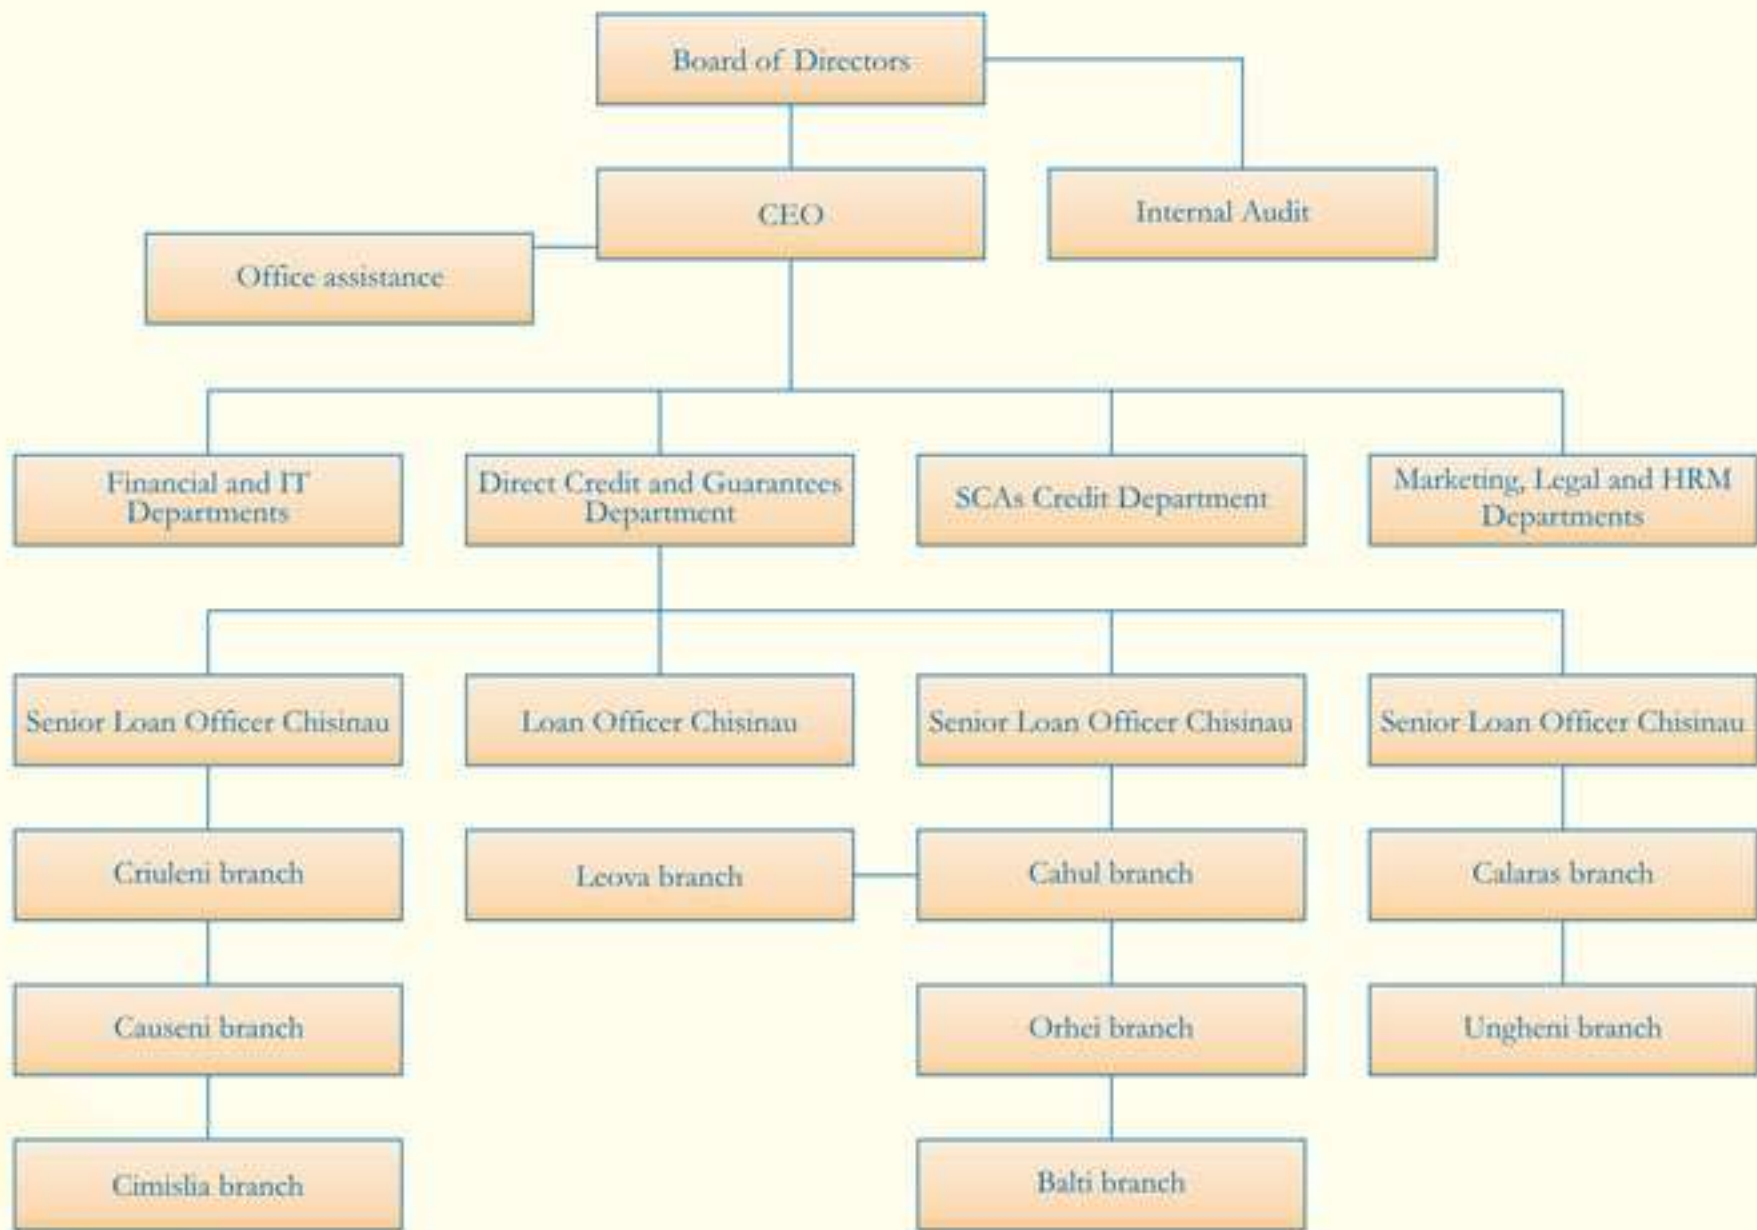 Board of Directors
CEO
Internal Audit
Office assistance
Financial and IT
Departments
Direct Credit and Guarantees
Department
SCAs Credit Department
Marketing, Legal and HRM
Departments
Senior Loan Officer Chisinau
Loan Officer Chisinau
Senior Loan Officer Chisinau
Senior Loan Officer Chisinau
Criuleni branch
Leova branch
Cahul branch
Calaras branch
Causeni branch
Orhei branch
Ungheni branch
Cimislia branch
Balti branch